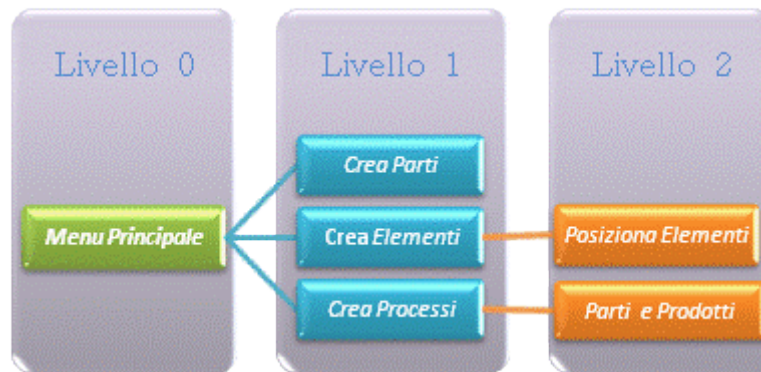 Livello 0
Livello 1
Livello 2
Crea Parti
Menu Principale
Crea Elementi
Posiziona Elementi
Crea Processi
Parti e Prodotti